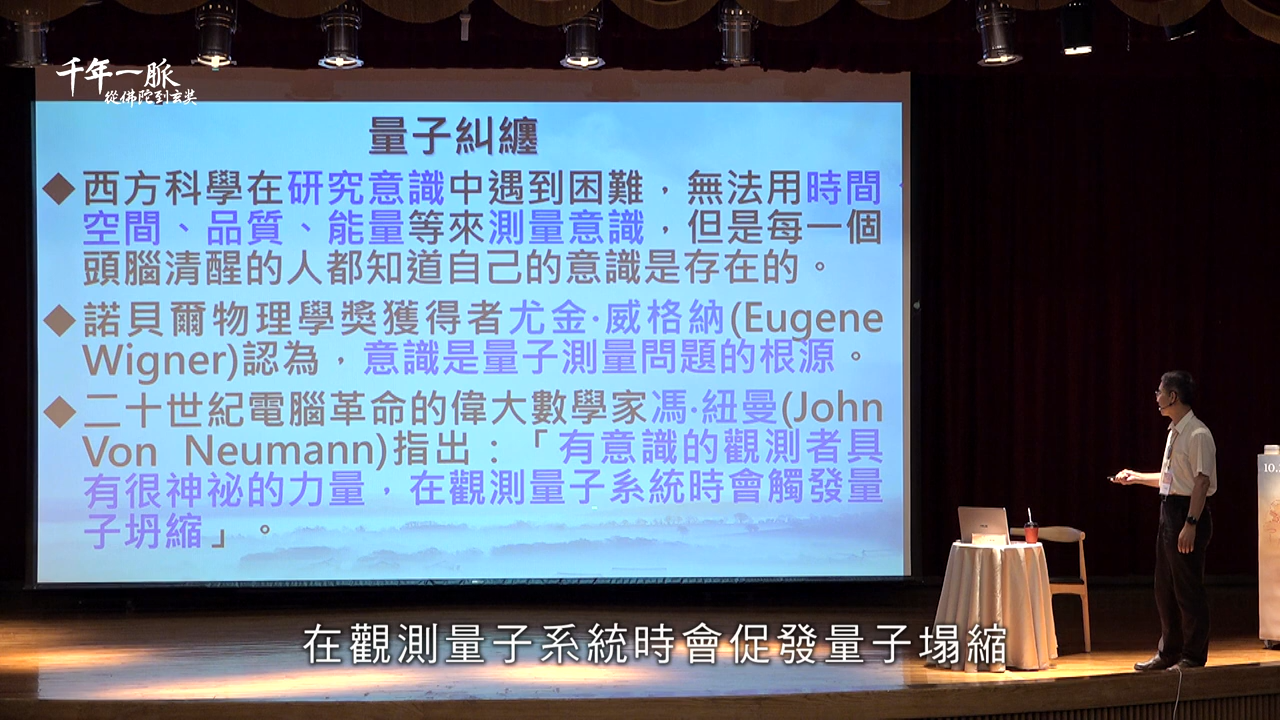 千年一脈
從佛陀到玄奘
量子糾纏
◆西方科學在研究意識中遇到困難，無法用時間
空間、品質、能量等來測量意識，但是每一個
頭腦清醒的人都知道自己的意識是存在的。
◆諾貝爾物理學獎獲得者尤金·威格納(Eugene
Wigner)認為，意識是量子測量問題的根源。
◆二十世紀電腦革命的偉大數學家馮·紐曼(John
Von Neumann)指出：「有意識的觀測者具
有很神祕的力量，在觀測量子系統時會觸發量
子坍縮」。
10.
在觀測量子系統時會促發量子塌縮